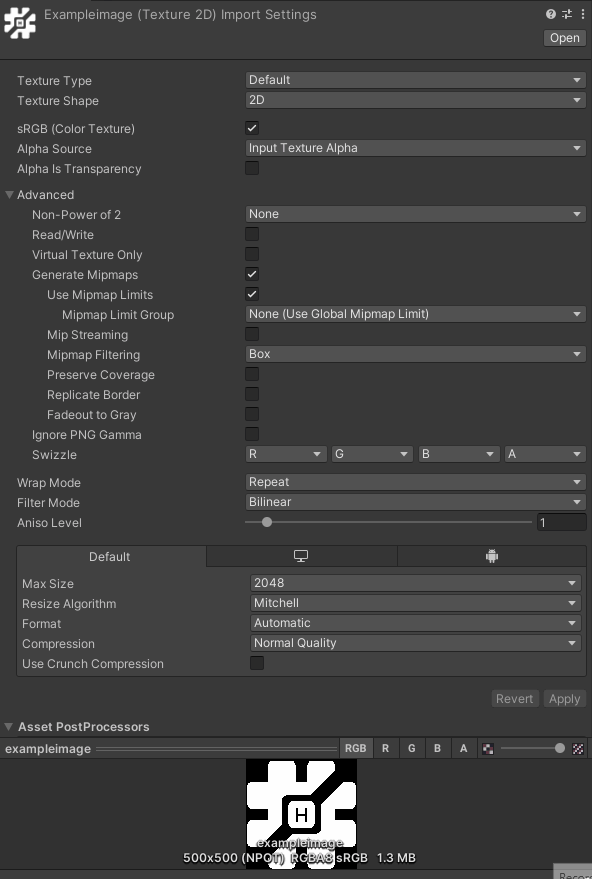 Exampleimage (Texture 2D) Import Settings
Open
Texture Type Default
Texture Shape 2D
sRGB (Color Texture)
Alpha Source Input Texture Alpha
Alpha Is Transparency
Advanced
Non-Power of 2 None
Read/Write
Virtual Texture Only
Generate Mipmaps
Use Mipmap Limits
Mipmap Limit Group None (Use Global Mipmap Limit)
Mip Streaming
Mipmap Filtering Box
Preserve Coverage
Replicate Border
Fadeout to Gray
Ignore PNG Gamma
Swizzle R G B A
Wrap Mode Repeat
Filter Mode Bilinear
Aniso Level 1
Default
Max Size 2048
Resize Algorithm Mitchell
Format Automatic
Compression Normal Quality
Use Crunch Compression
Revert Apply
Asset PostProcessors
exampleimage RGB R G B A
H
exampleimage
500x500 (NPOT) RGBA8 sRGB 1.3 MB